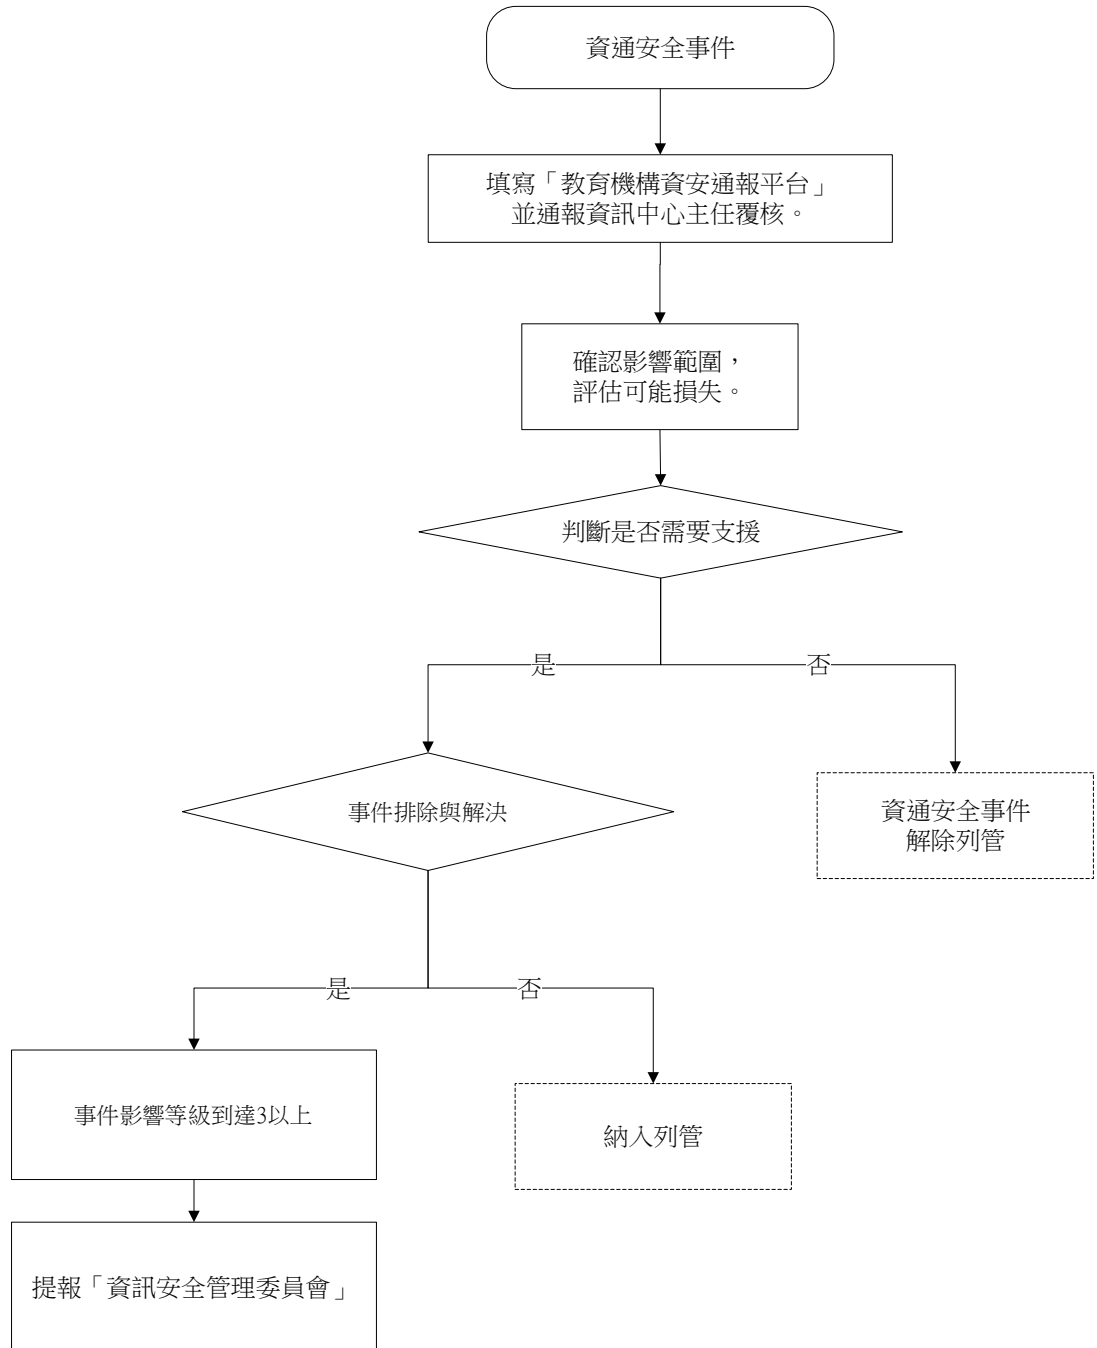 資通安全事件
填寫「教育機構資安通報平台」
並通報資訊中心主任覆核。
確認影響範圍，
評估可能損失。
判斷是否需要支援
是
否
事件排除與解決
資通安全事件
解除列管
是
否
事件影響等級到達3以上
納入列管
提報「資訊安全管理委員會」